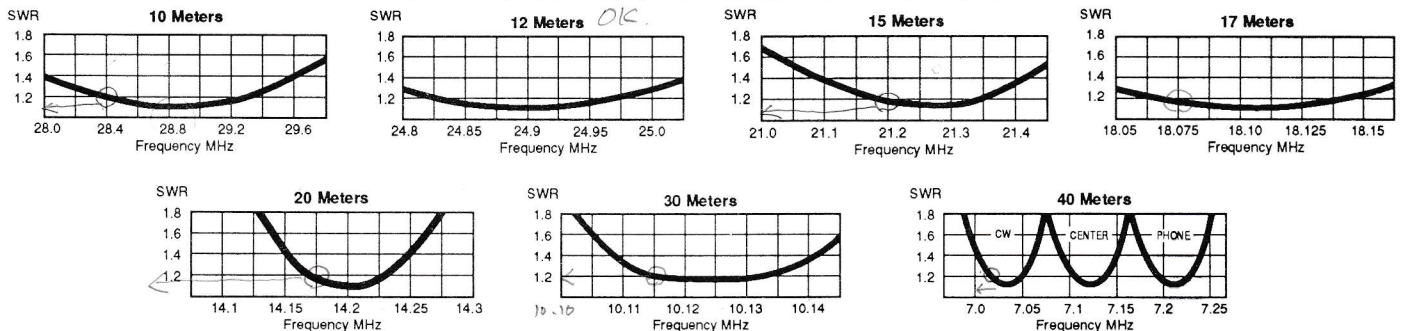 SWR 10 Meters
1.8
1.6
1.4
1.2
28.0 28.4 28.8 29.2 29.6
Frequency MHz
SWR 12 Meters OK.
1.8
1.6
1.4
1.2
24.8 24.85 24.9 24.95 25.0
Frequency MHz
SWR 15 Meters
1.8
1.6
1.4
1.2
21.0 21.1 21.2 21.3 21.4
Frequency MHz
SWR 17 Meters
1.8
1.6
1.4
1.2
18.05 18.075 18.10 18.125 18.15
Frequency MHz
SWR 20 Meters
1.8
1.6
1.4
1.2
14.1 14.15 14.2 14.25 14.3
Frequency MHz
SWR 30 Meters
1.8
1.6
1.4
1.2
10.10 10.11 10.12 10.13 10.14
Frequency MHz
SWR 40 Meters
1.8
1.6
1.4
1.2
CW CENTER PHONE
7.0 7.05 7.1 7.15 7.2 7.25
Frequency MHz